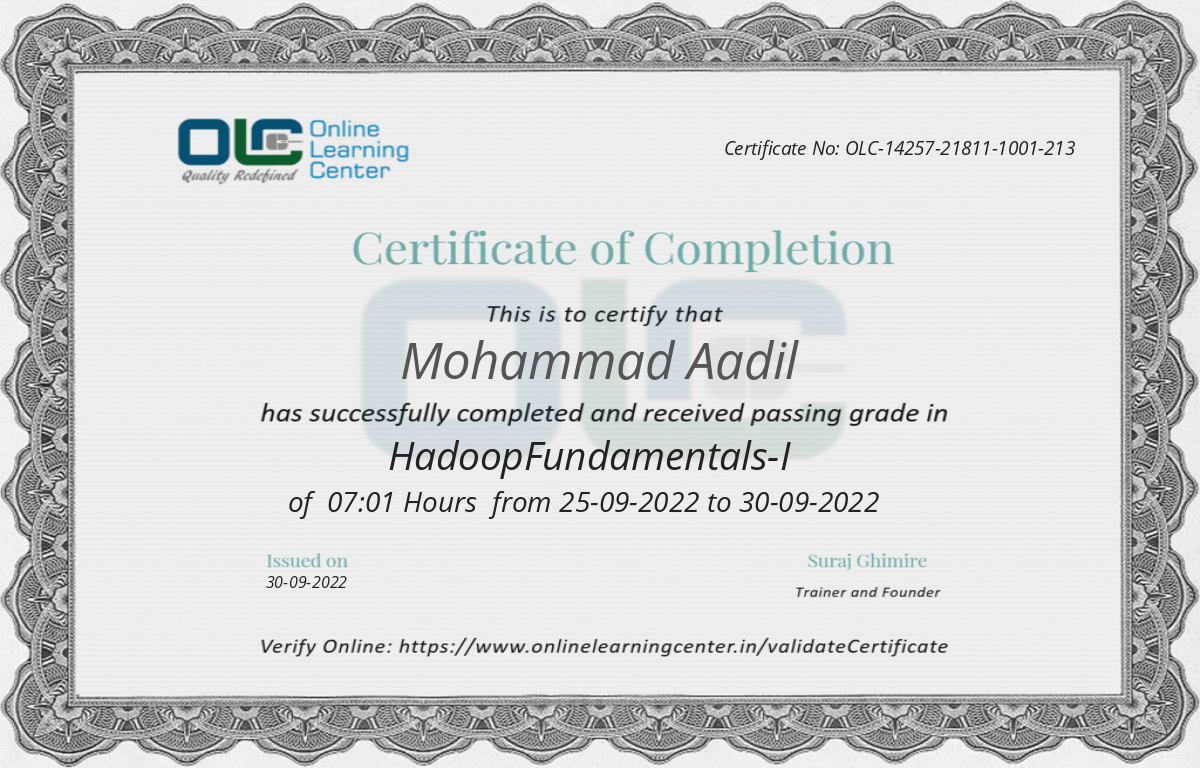 OLC Online
Learning
Center
Quality Redefined
Certificate No: OLC-14257-21811-1001-213
Certificate of Completion
This is to certify that
Mohammad Aadil
has successfully completed and received passing grade in
HadoopFundamentals-I
of 07:01 Hours from 25-09-2022 to 30-09-2022
Issued on
30-09-2022
Suraj Ghimire
Trainer and Founder
Verify Online: https://www.onlinelearningcenter.in/validateCertificate